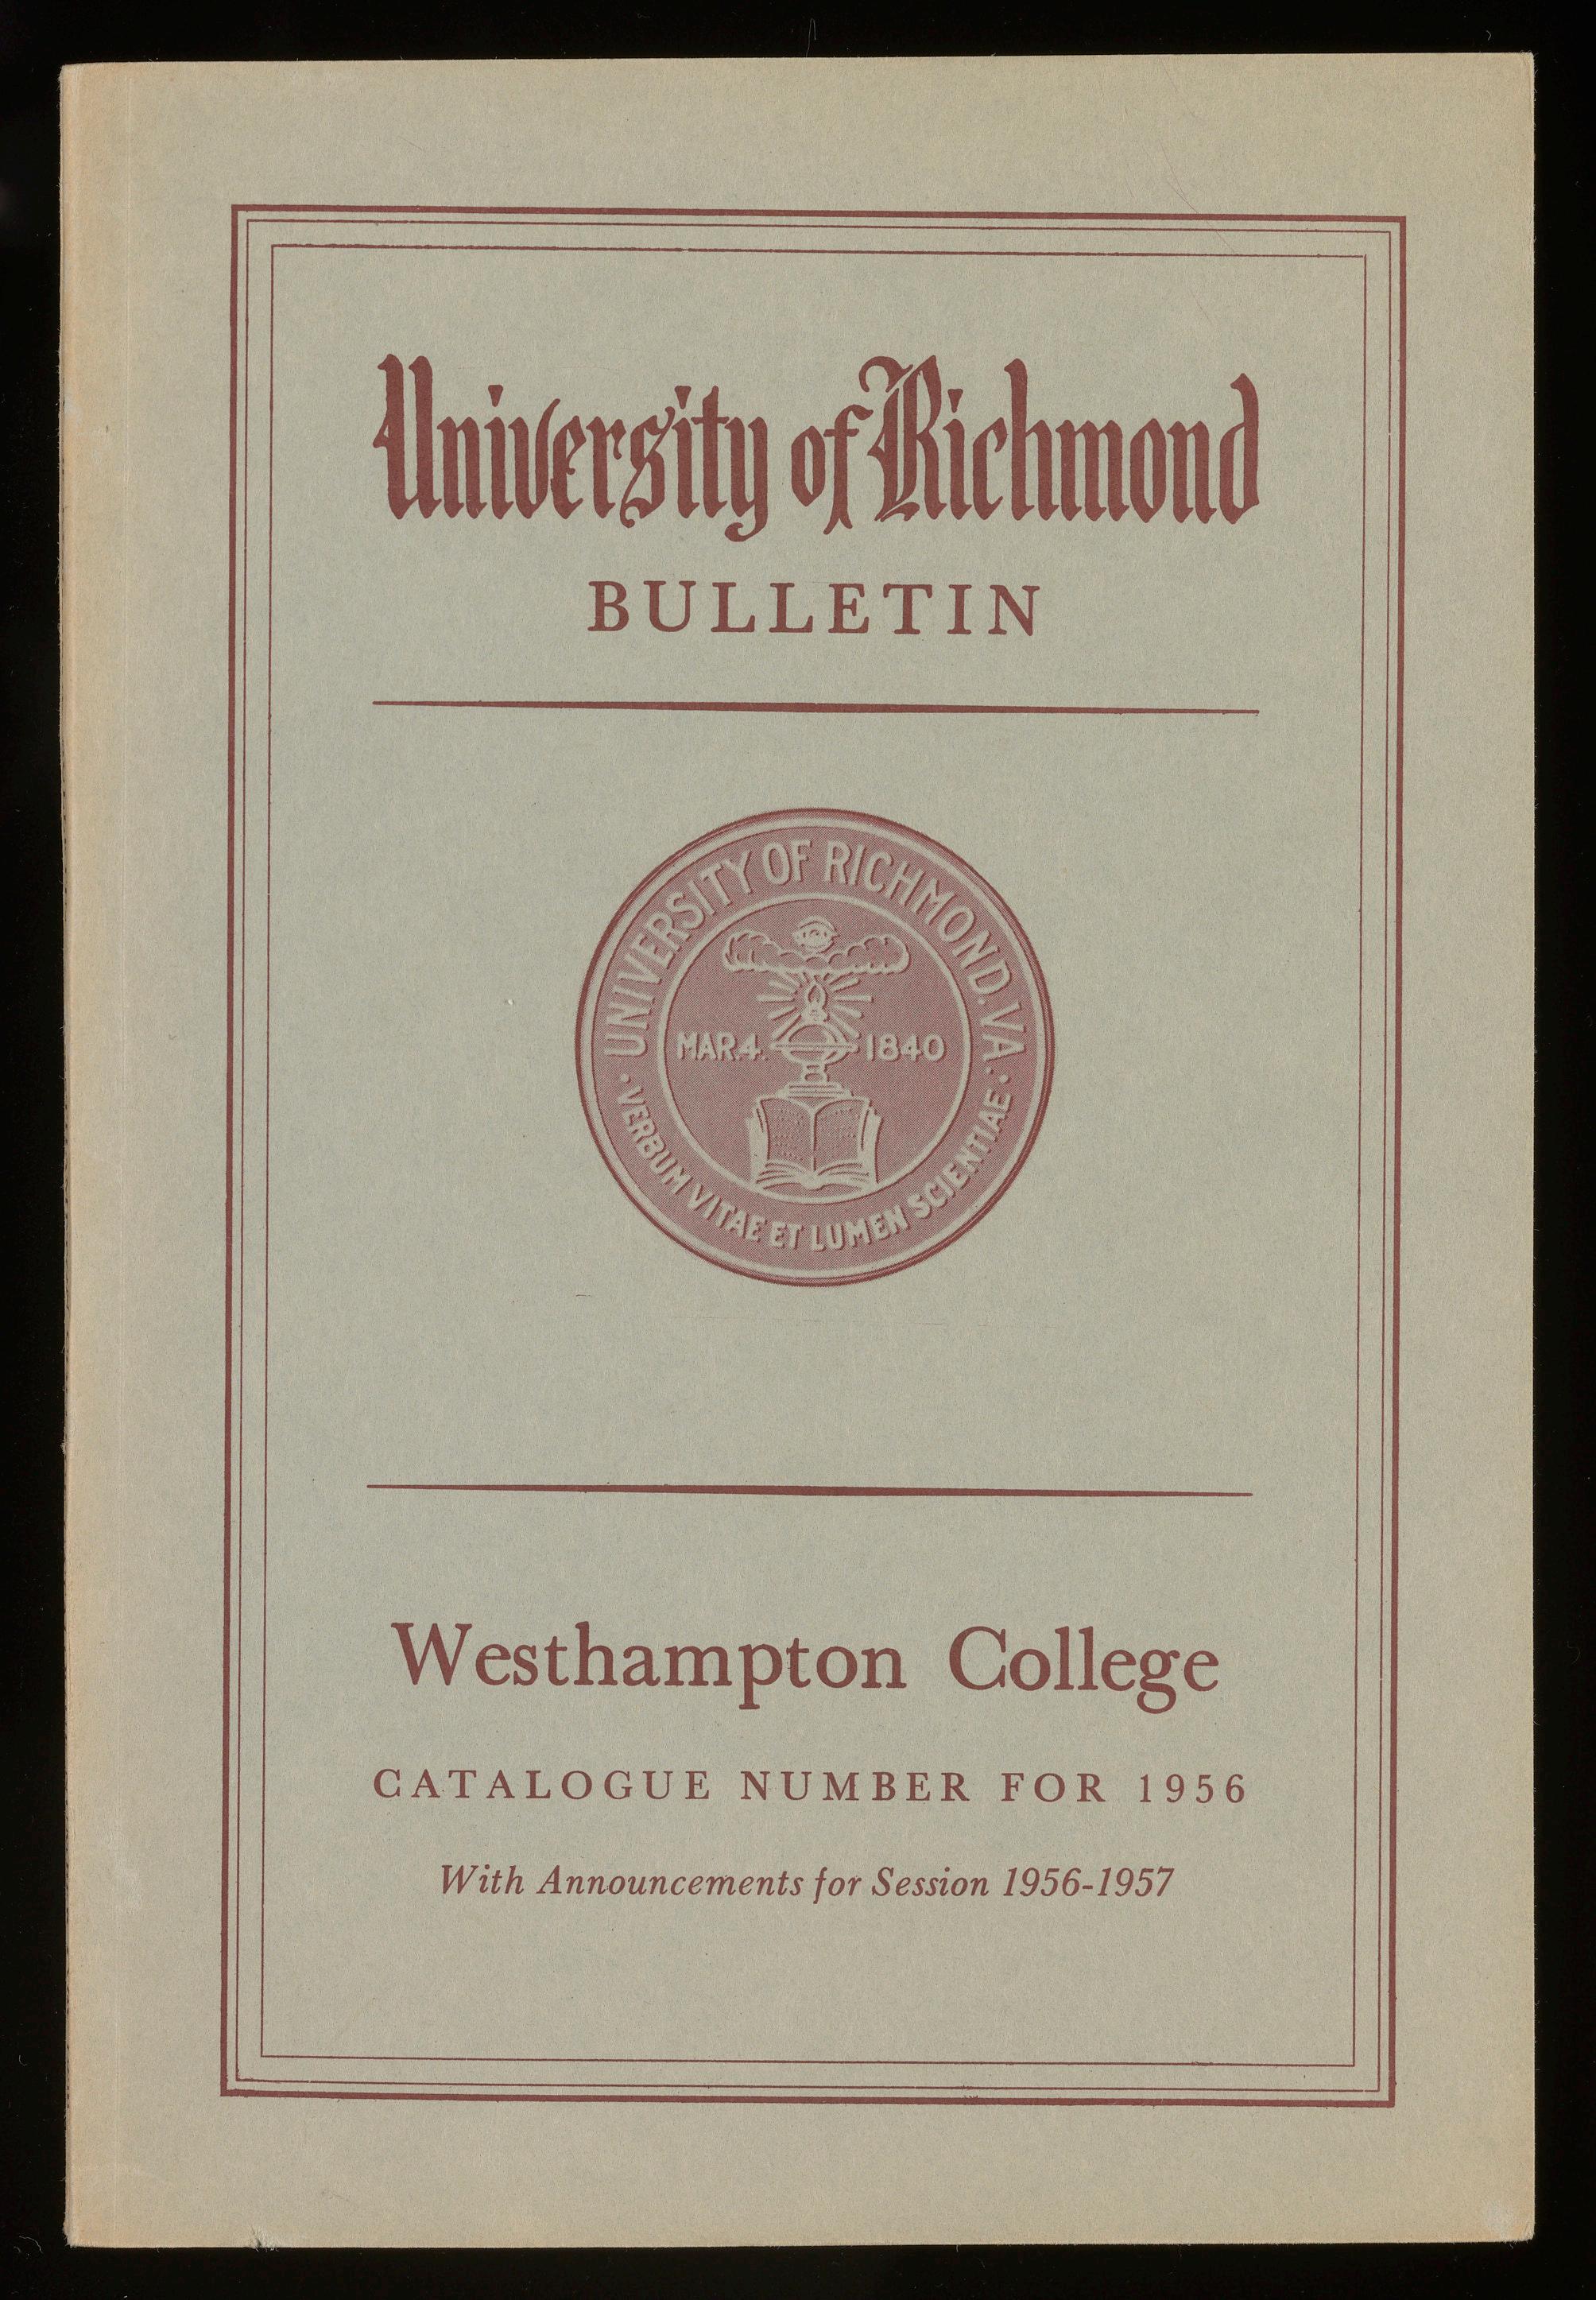 University of Richmond
BULLETIN
UNIVERSITY OF RICHMOND. VA.
MAR.4. 1840
· VERBUM VITAE ET LUMEN SCIENTIAE ·
Westhampton College
CATALOGUE NUMBER FOR 1956
With Announcements for Session 1956-1957